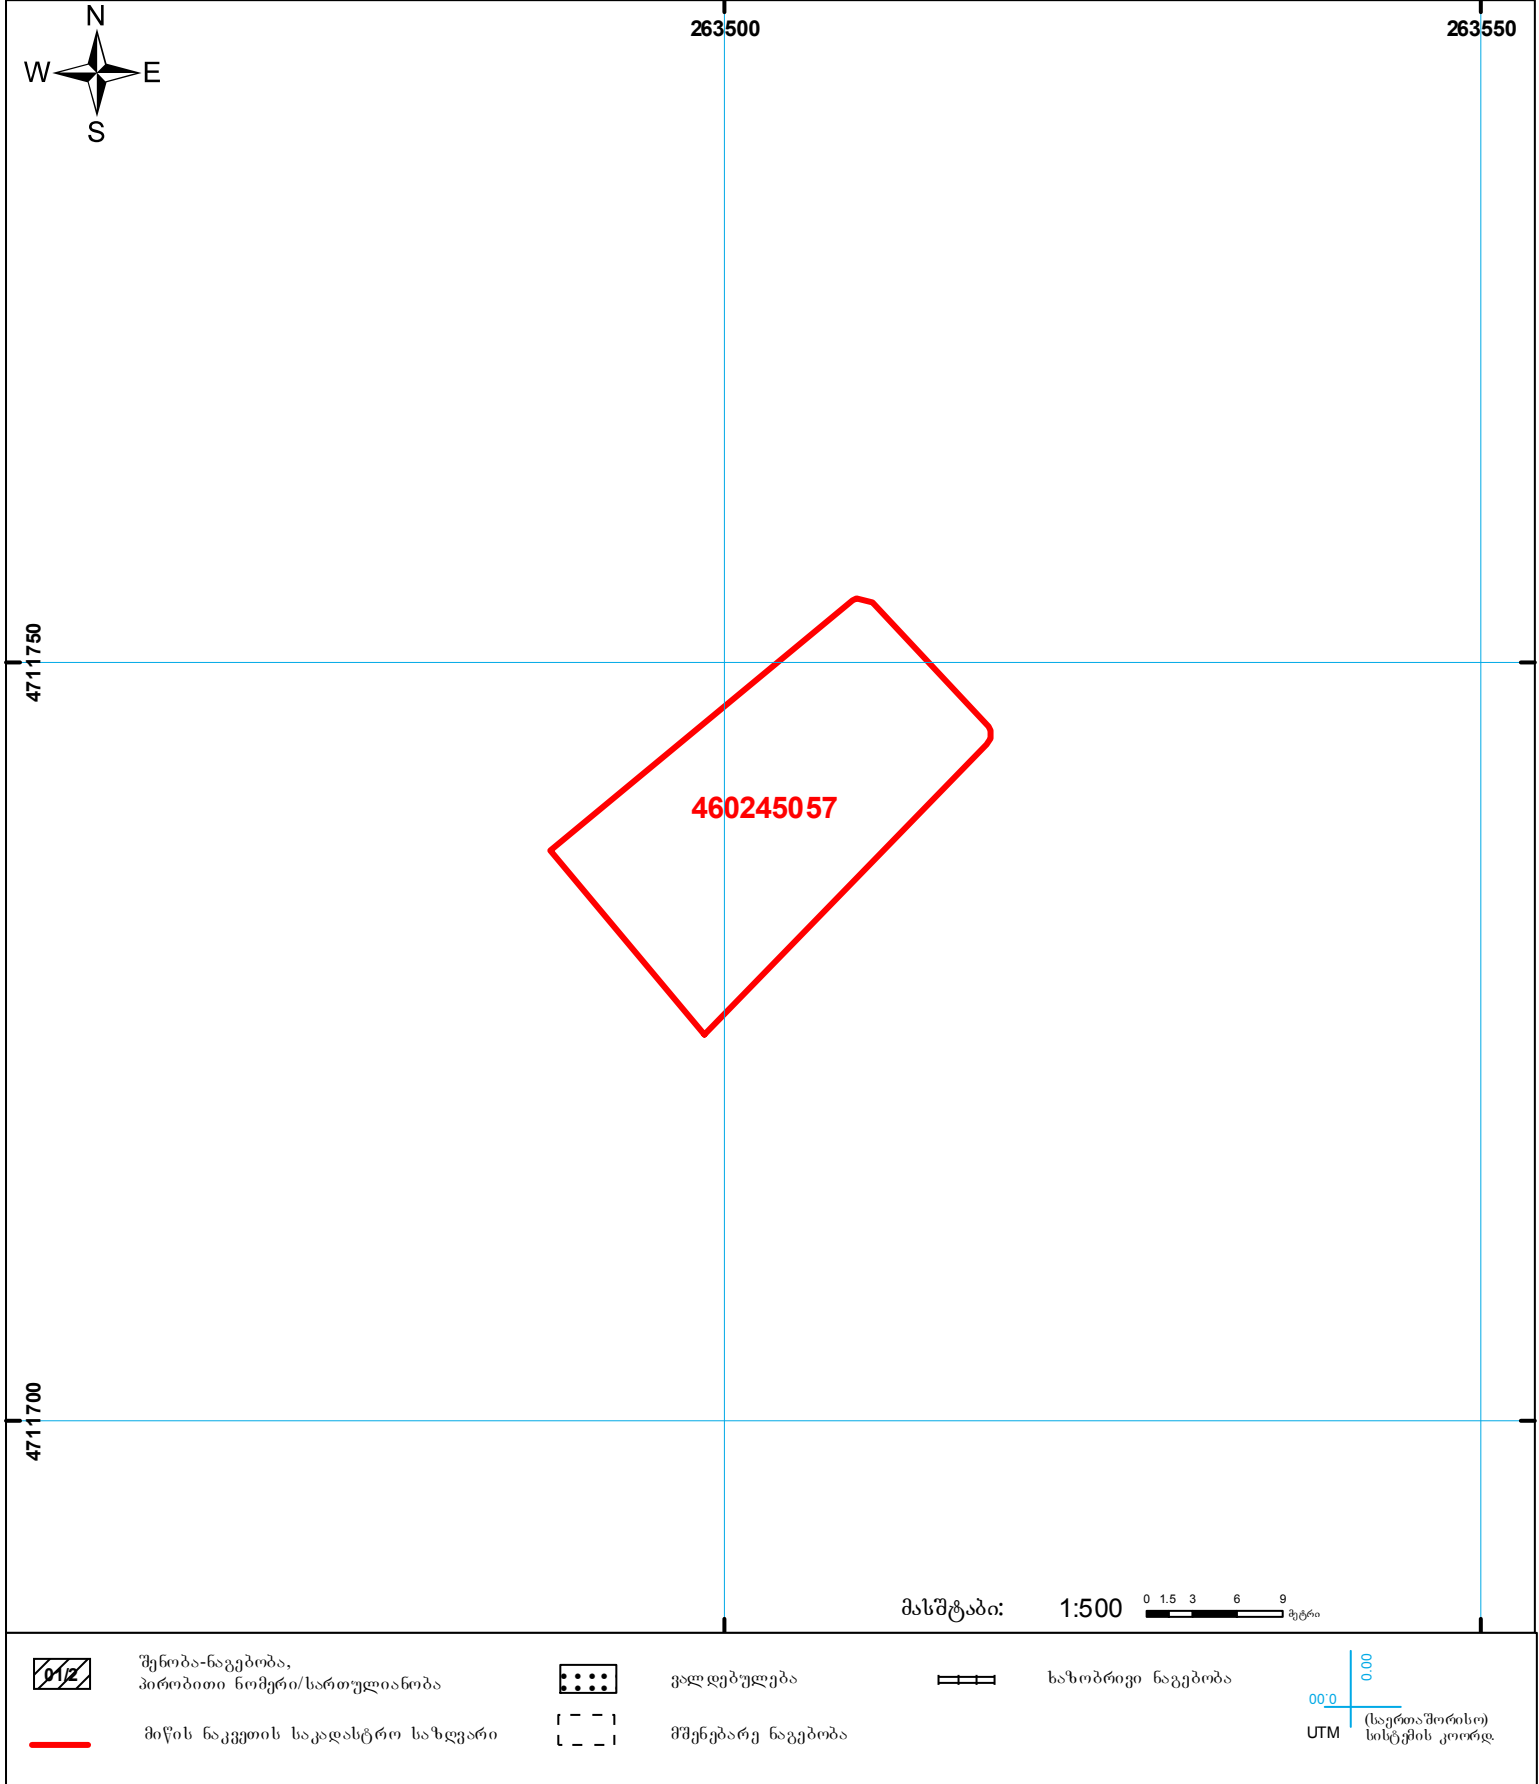 N
W E
S
263500 263550
4711750
460245057
4711700
მასშტაბი: 1:500 0 1.5 3 6 9 მეტრი
01/2 შენობა-ნაგებობა,
პირობითი ნომერი/სართულიანობა
ვალდებულება
ხაზობრივი ნაგებობა
მიწის ნაკვეთის საკადასტრო საზღვარი
მშენებარე ნაგებობა
00'0
00'0
UTM (საერთაშორისო)
სისტემის კოორდ.